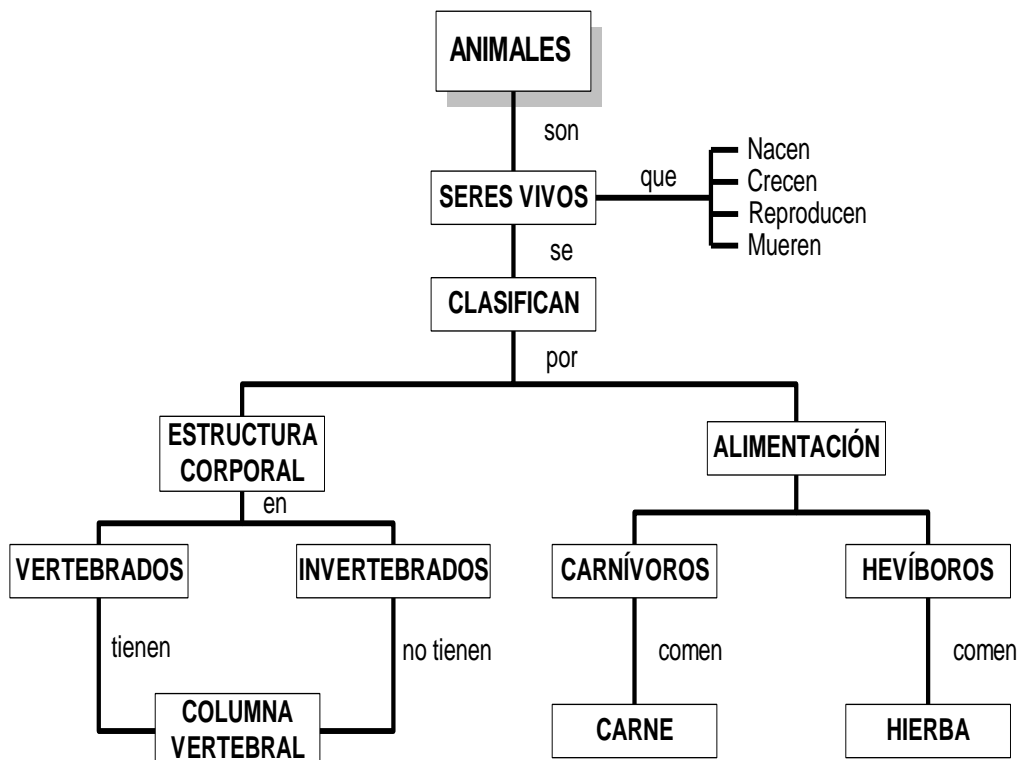 ANIMALES
son
SERES VIVOS
que
Nacen
Crecen
Reproducen
Mueren
se
CLASIFICAN
por
ESTRUCTURA
CORPORAL
ALIMENTACIÓN
en
VERTEBRADOS
INVERTEBRADOS
CARNÍVOROS
HEVÍBOROS
tienen
no tienen
comen
comen
COLUMNA
VERTEBRAL
CARNE
HIERBA